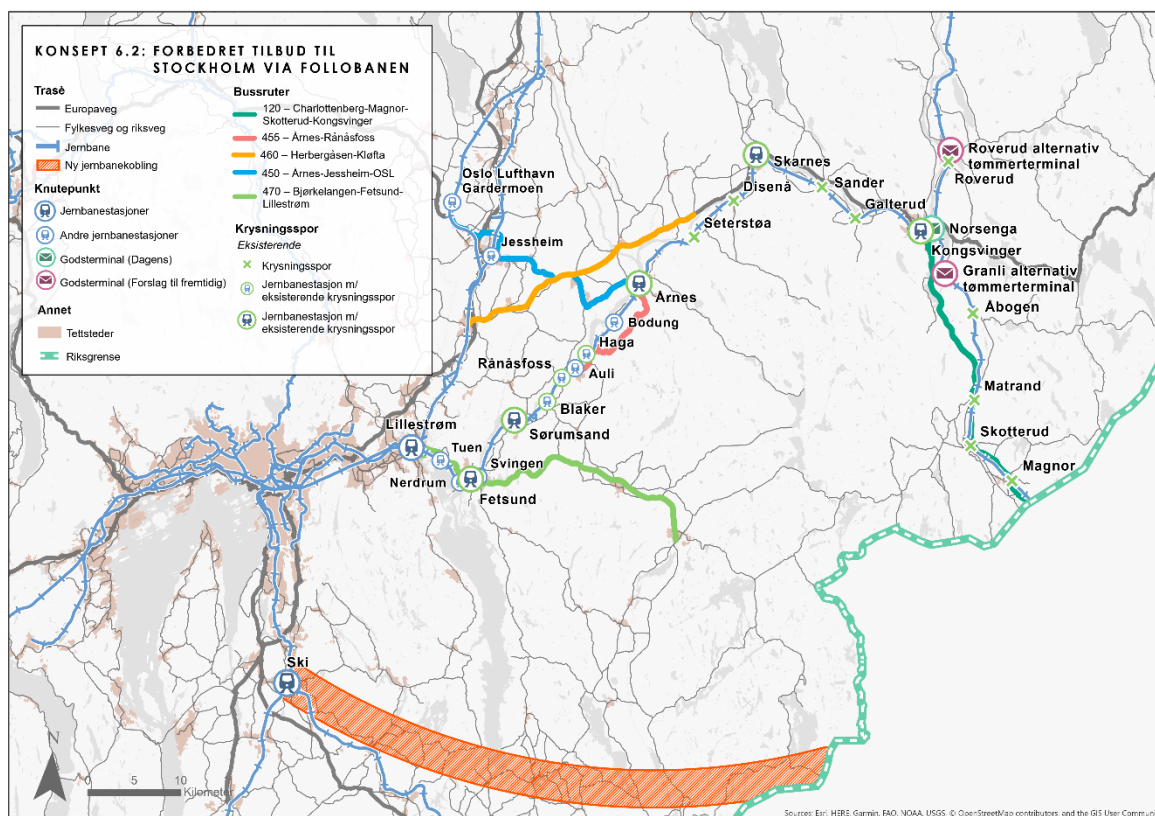 KONSEPT 6.2: FORBEDRET TILBUD TIL
STOCKHOLM VIA FOLLOBANEN
Trasè
Europaveg
Fylkesveg og riksveg
Jernbane
Ny jernbanekobling
Knutepunkt
Jernbanestasjoner
Andre jernbanestasjoner
Godsterminal (Dagens)
Godsterminal (Forslag til fremtidig)
Annet
Tettsteder
Riksgrense
Bussruter
120 – Charlottenberg-Magnor-
Skotterud-Kongsvinger
455 – Årnes-Rånåsfoss
460 – Herbergåsen-Kløfta
450 – Årnes-Jessheim-OSL
470 – Bjørkelangen-Fetsund-
Lillestrøm
Krysningsspor
Eksisterende
Krysningsspor
Jernbanestasjon m/
eksisterende krysningsspor
Jernbanestasjon m/
eksisterende krysningsspor
Oslo Lufthavn
Gardermoen
Jessheim
Skarnes
Disenå
Sander
Seterstøa
Galterud
Roverud alternativ
tømmerterminal
Roverud
Norsenga
Kongsvinger
Granli alternativ
tømmerterminal
Åbogen
Årnes
Bodung
Haga
Rånåsfoss
Auli
Blaker
Sørumsand
Matrand
Skotterud
Magnor
Lillestrøm
Tuen
Svingen
Nerdrum
Fetsund
Ski
N
0 5 10
Kilometer
Sources: Esri, HERE, Garmin, FAO, NOAA, USGS, © OpenStreetMap contributors, and the GIS User Communi